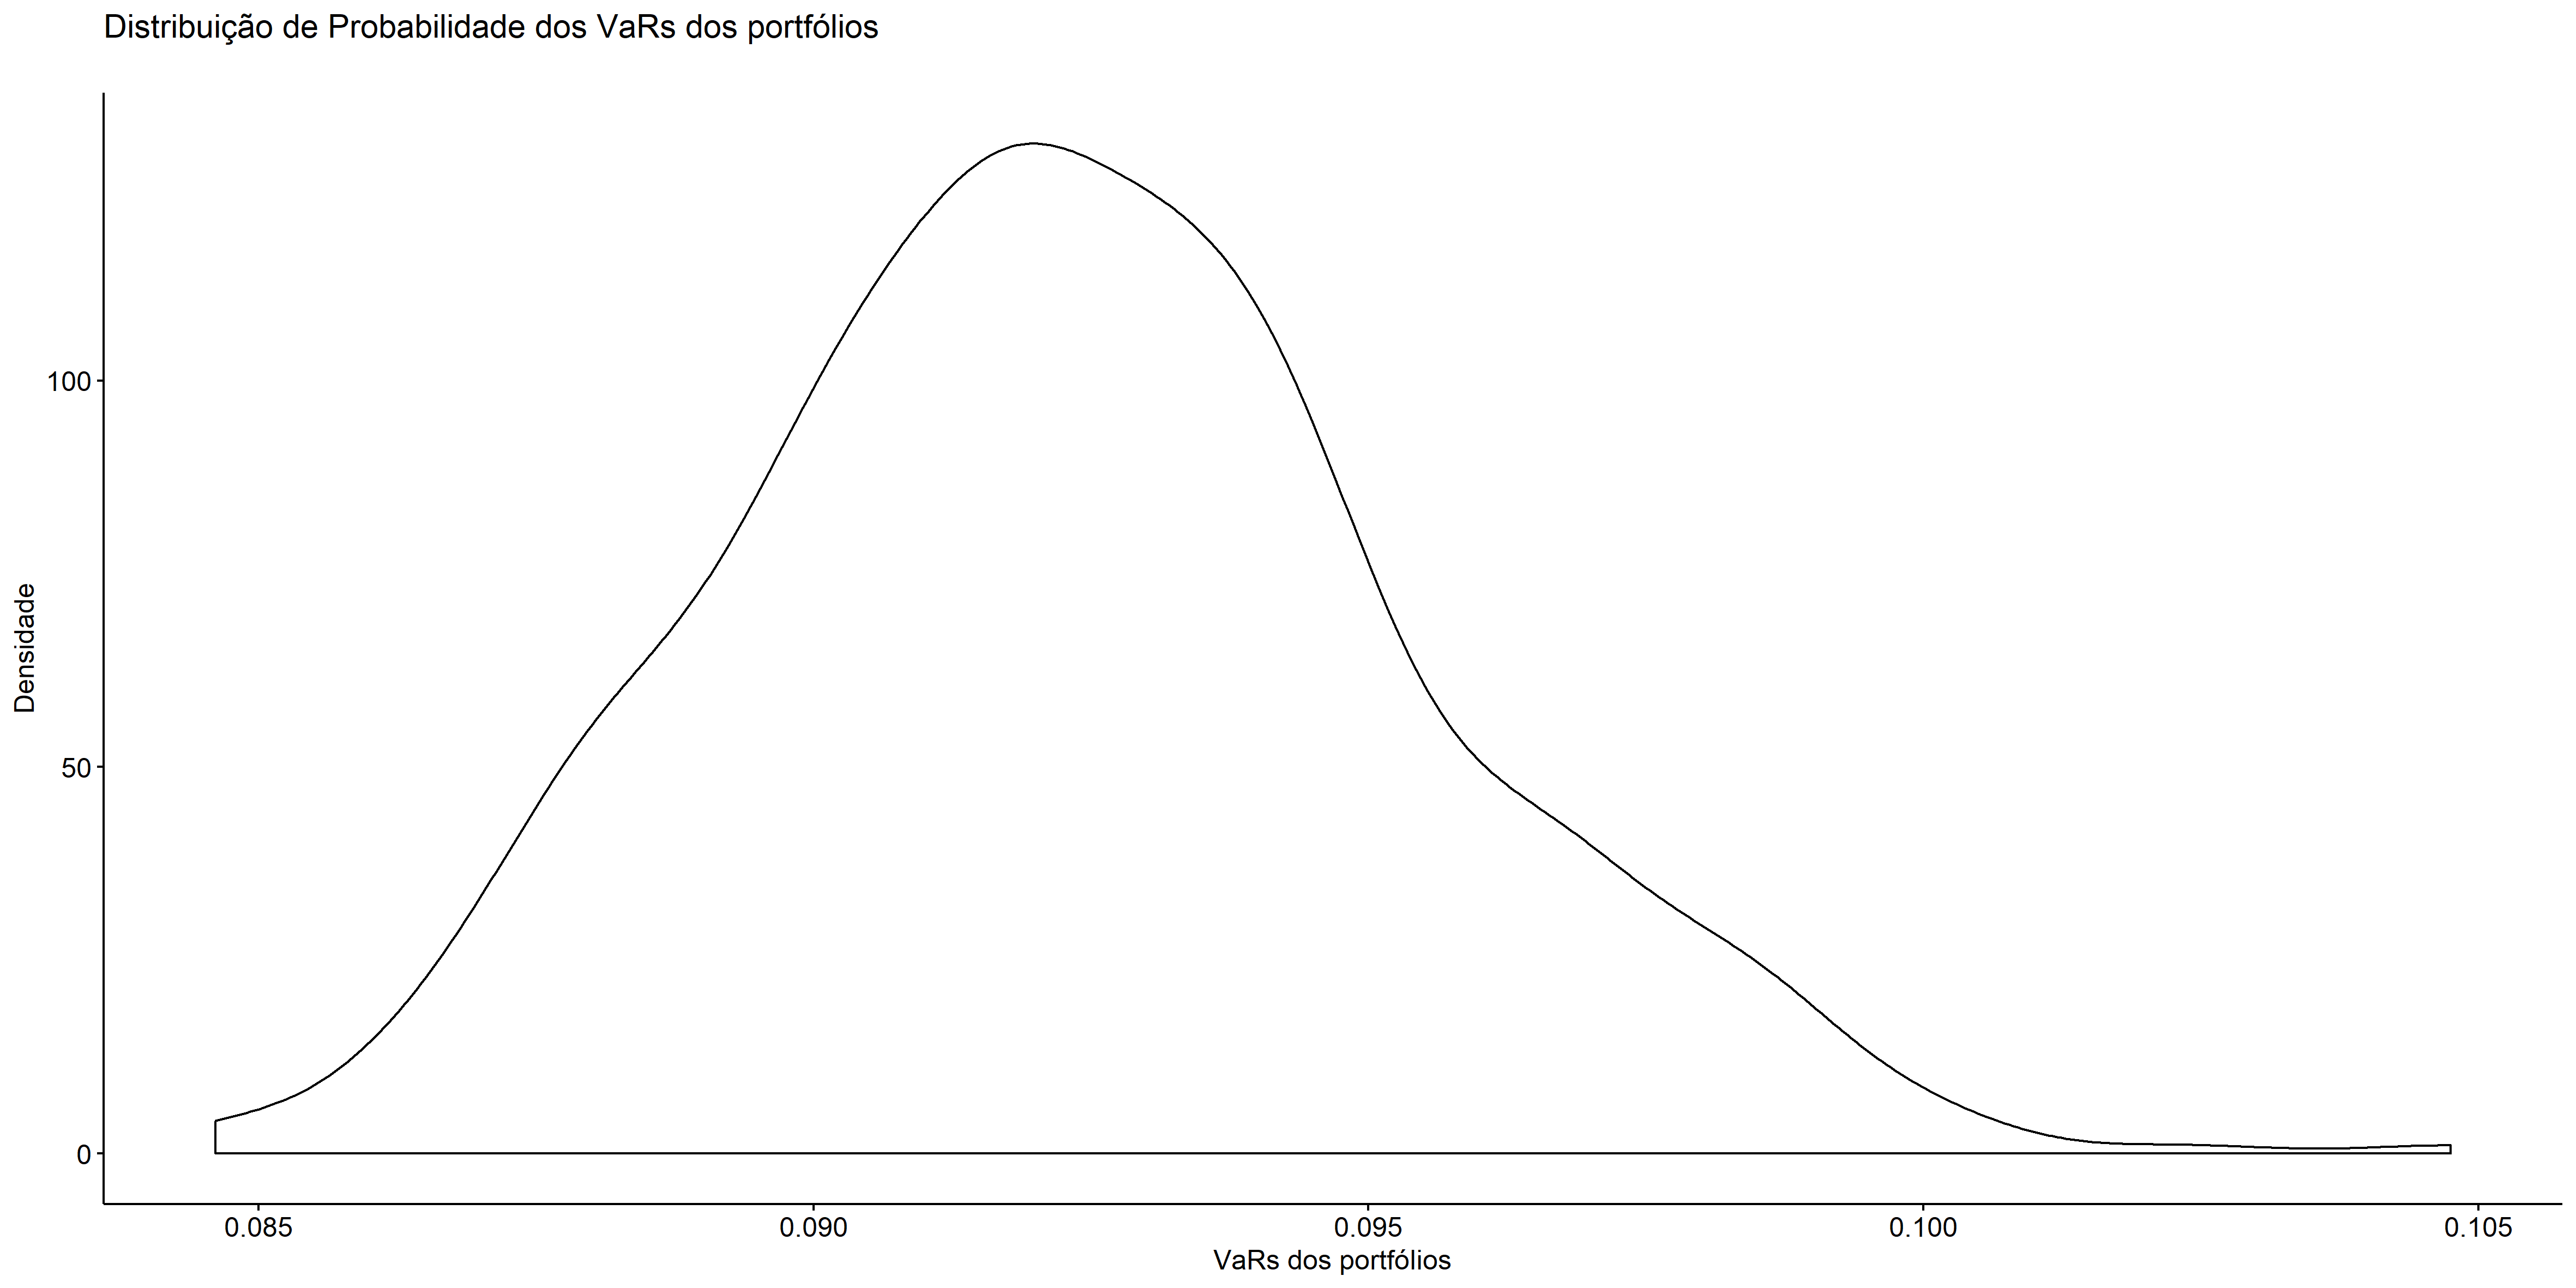 Distribuição de Probabilidade dos VaRs dos portfólios
Densidade
100
50
0
0.085
0.090
0.095
0.100
0.105
VaRs dos portfólios